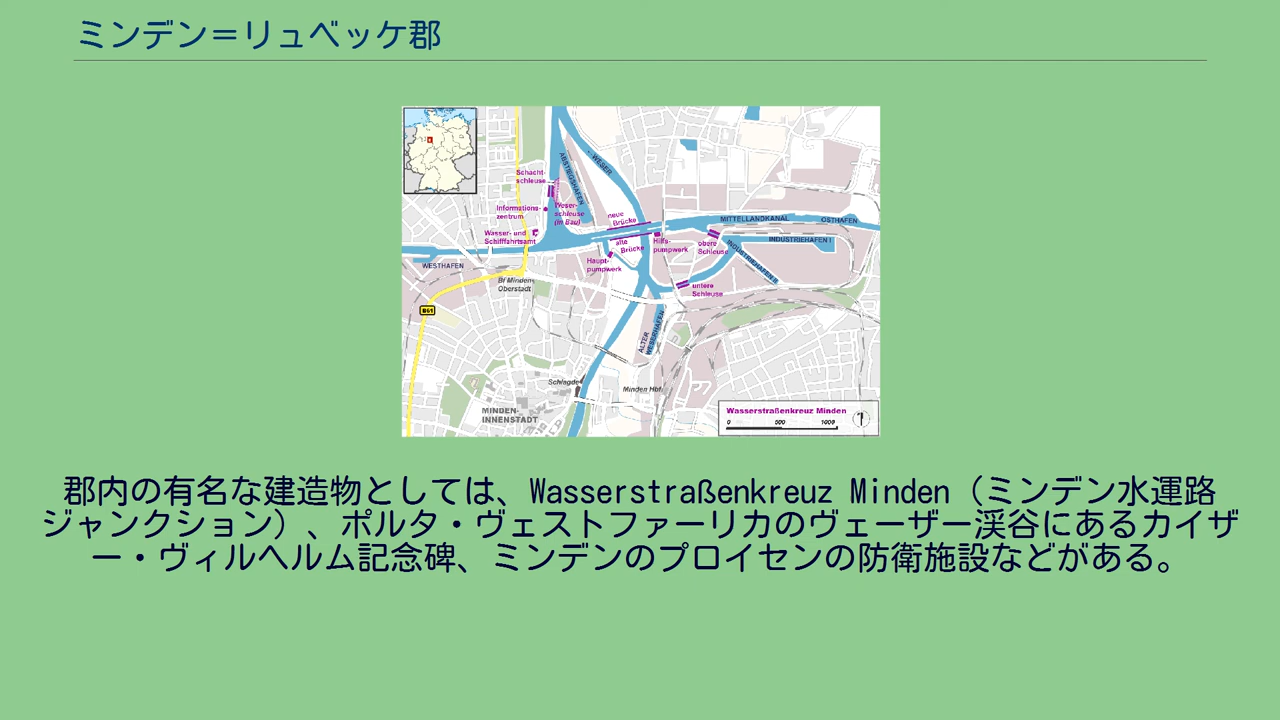 ミンデン＝リュベッケ郡
Schacht-
schleuse
ABSTIEGHAFEN
WESER
Informations-
zentrum
Weser-
schleuse
(in Bau)
neue
Brücke
MITTELLANDKANAL
OSTHAFEN
Wasser- und
Schifffahrtsamt
alte
Brücke
Hilfs-
pumpwerk
obere
Schleuse
INDUSTRIEHAFEN I
INDUSTRIEHAFEN II
WESTHAFEN
Haupt-
pumpwerk
Bf Minden-
Oberstadt
untere
Schleuse
B61
ALTER
WESERHAFEN
Schlagde
Minden Hbf
MINDEN-
INNENSTADT
Wasserstraßenkreuz Minden
0 500 1000
郡内の有名な建造物としては、Wasserstraßenkreuz Minden（ミンデン水運路
ジャンクション）、ポルタ・ヴェストファーリカのヴェーザー渓谷にあるカイザ
ー・ヴィルヘルム記念碑、ミンデンのプロイセンの防衛施設などがある。